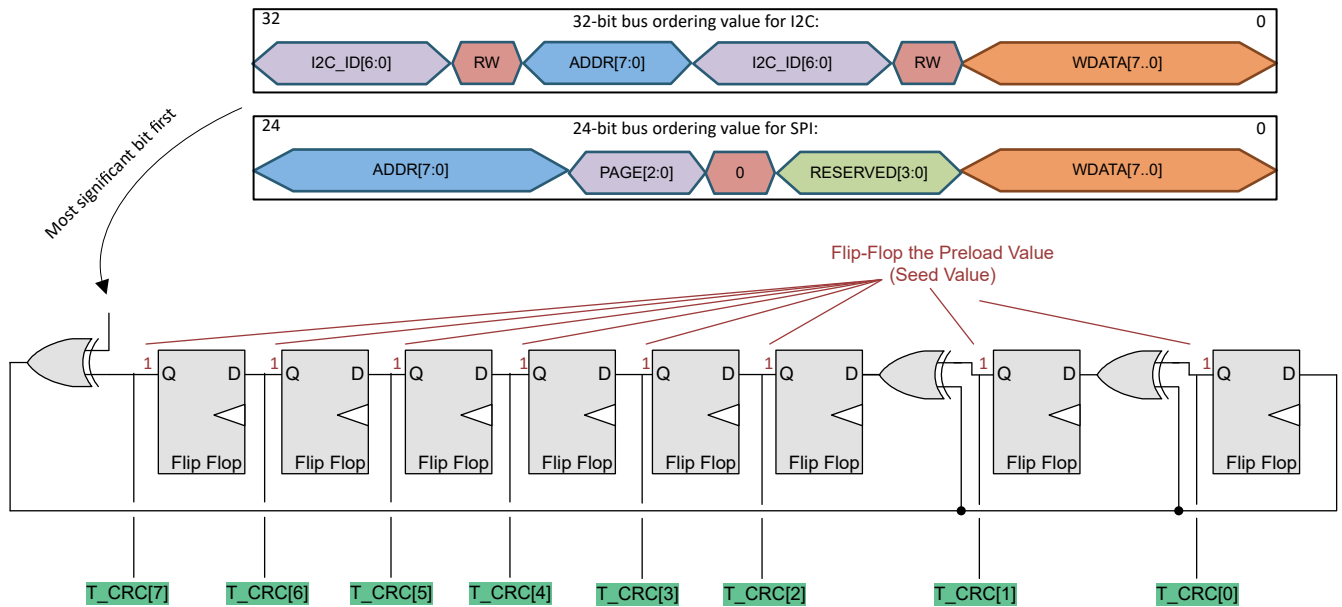 32 32-bit bus ordering value for I2C: 0
I2C_ID[6:0] RW ADDR[7:0] I2C_ID[6:0] RW WDATA[7..0]
24 24-bit bus ordering value for SPI: 0
ADDR[7:0] PAGE[2:0] 0 RESERVED[3:0] WDATA[7..0]
Most significant bit first
Flip-Flop the Preload Value
(Seed Value)
1 1 1 1 1 1 1 1
Q D Q D Q D Q D Q D Q D Q D Q D
Flip Flop Flip Flop Flip Flop Flip Flop Flip Flop Flip Flop Flip Flop Flip Flop
T_CRC[7] T_CRC[6] T_CRC[5] T_CRC[4] T_CRC[3] T_CRC[2] T_CRC[1] T_CRC[0]